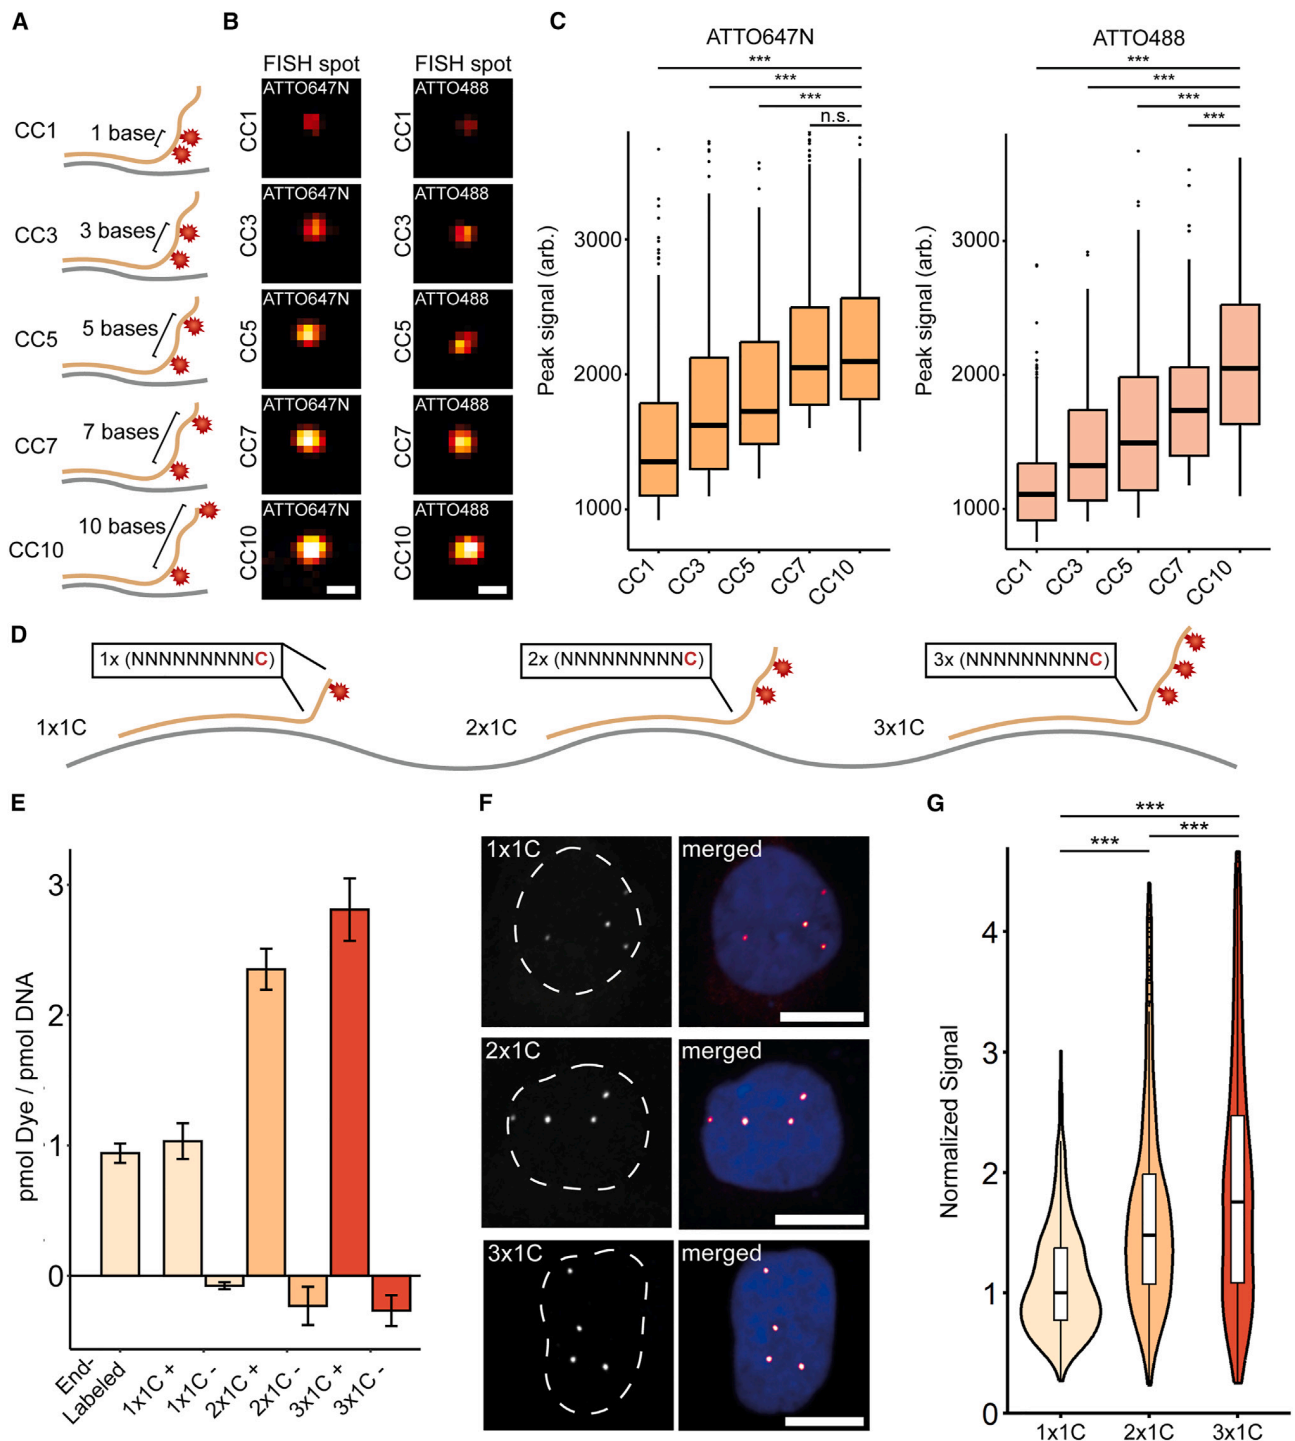 A
B
C
FISH spot
FISH spot
ATTO647N
ATTO488
CC1
1 base
CC1
ATTO647N
CC1
ATTO488
CC3
3 bases
CC3
ATTO647N
CC3
ATTO488
CC5
5 bases
CC5
ATTO647N
CC5
ATTO488
CC7
7 bases
CC7
ATTO647N
CC7
ATTO488
CC10
10 bases
CC10
ATTO647N
CC10
ATTO488
***
***
***
n.s.
Peak signal (arb.)
3000
2000
1000
CC1
CC3
CC5
CC7
CC10
***
***
***
***
Peak signal (arb.)
3000
2000
1000
CC1
CC3
CC5
CC7
CC10
D
1x (NNNNNNNNNC)
2x (NNNNNNNNNC)
3x (NNNNNNNNNC)
1x1C
2x1C
3x1C
E
pmol Dye / pmol DNA
3
2
1
0
End-
Labeled
1x1C +
1x1C -
2x1C +
2x1C -
3x1C +
3x1C -
F
1x1C
merged
2x1C
merged
3x1C
merged
G
***
***
***
Normalized Signal
4
3
2
1
0
1x1C
2x1C
3x1C